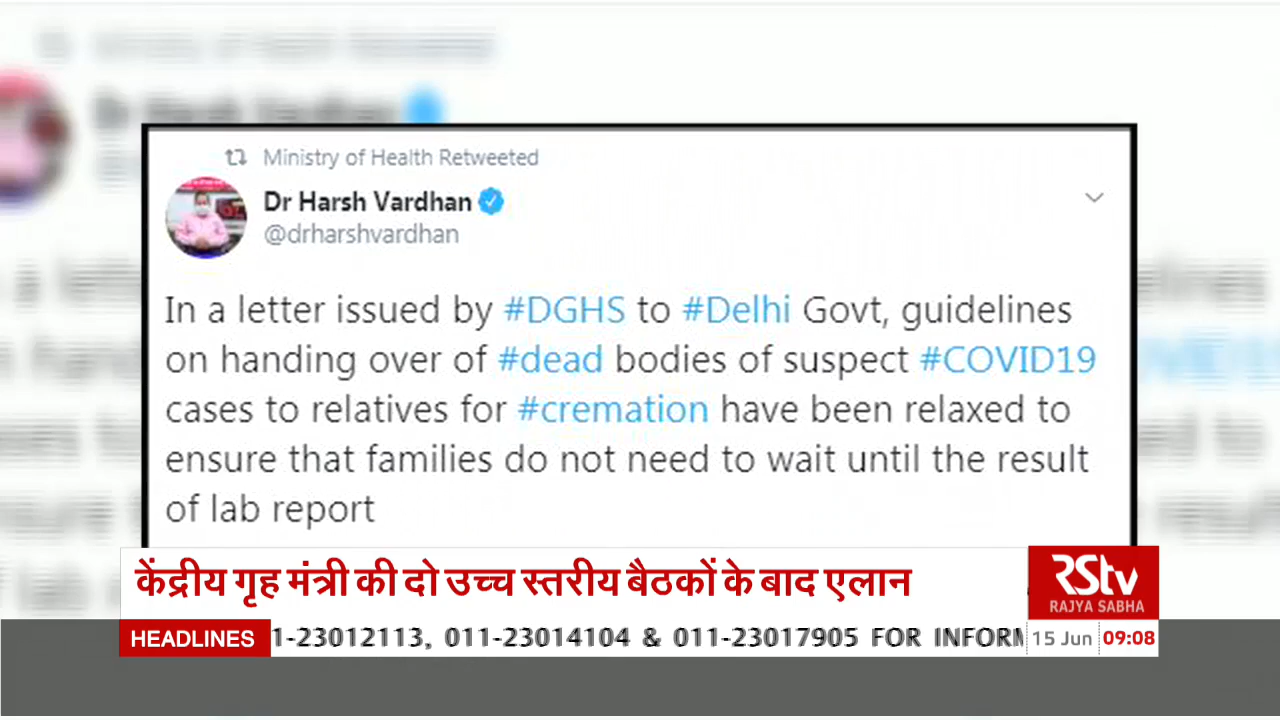 Ministry of Health Retweeted
Dr Harsh Vardhan
@drharshvardhan
In a letter issued by #DGHS to #Delhi Govt, guidelines
on handing over of #dead bodies of suspect #COVID19
cases to relatives for #cremation have been relaxed to
ensure that families do not need to wait until the result
of lab report
केंद्रीय गृह मंत्री की दो उच्च स्तरीय बैठकों के बाद एलान
RStv
RAJYA SABHA
HEADLINES
1-23012113, 011-23014104 & 011-23017905 FOR INFORM
15 Jun 09:08